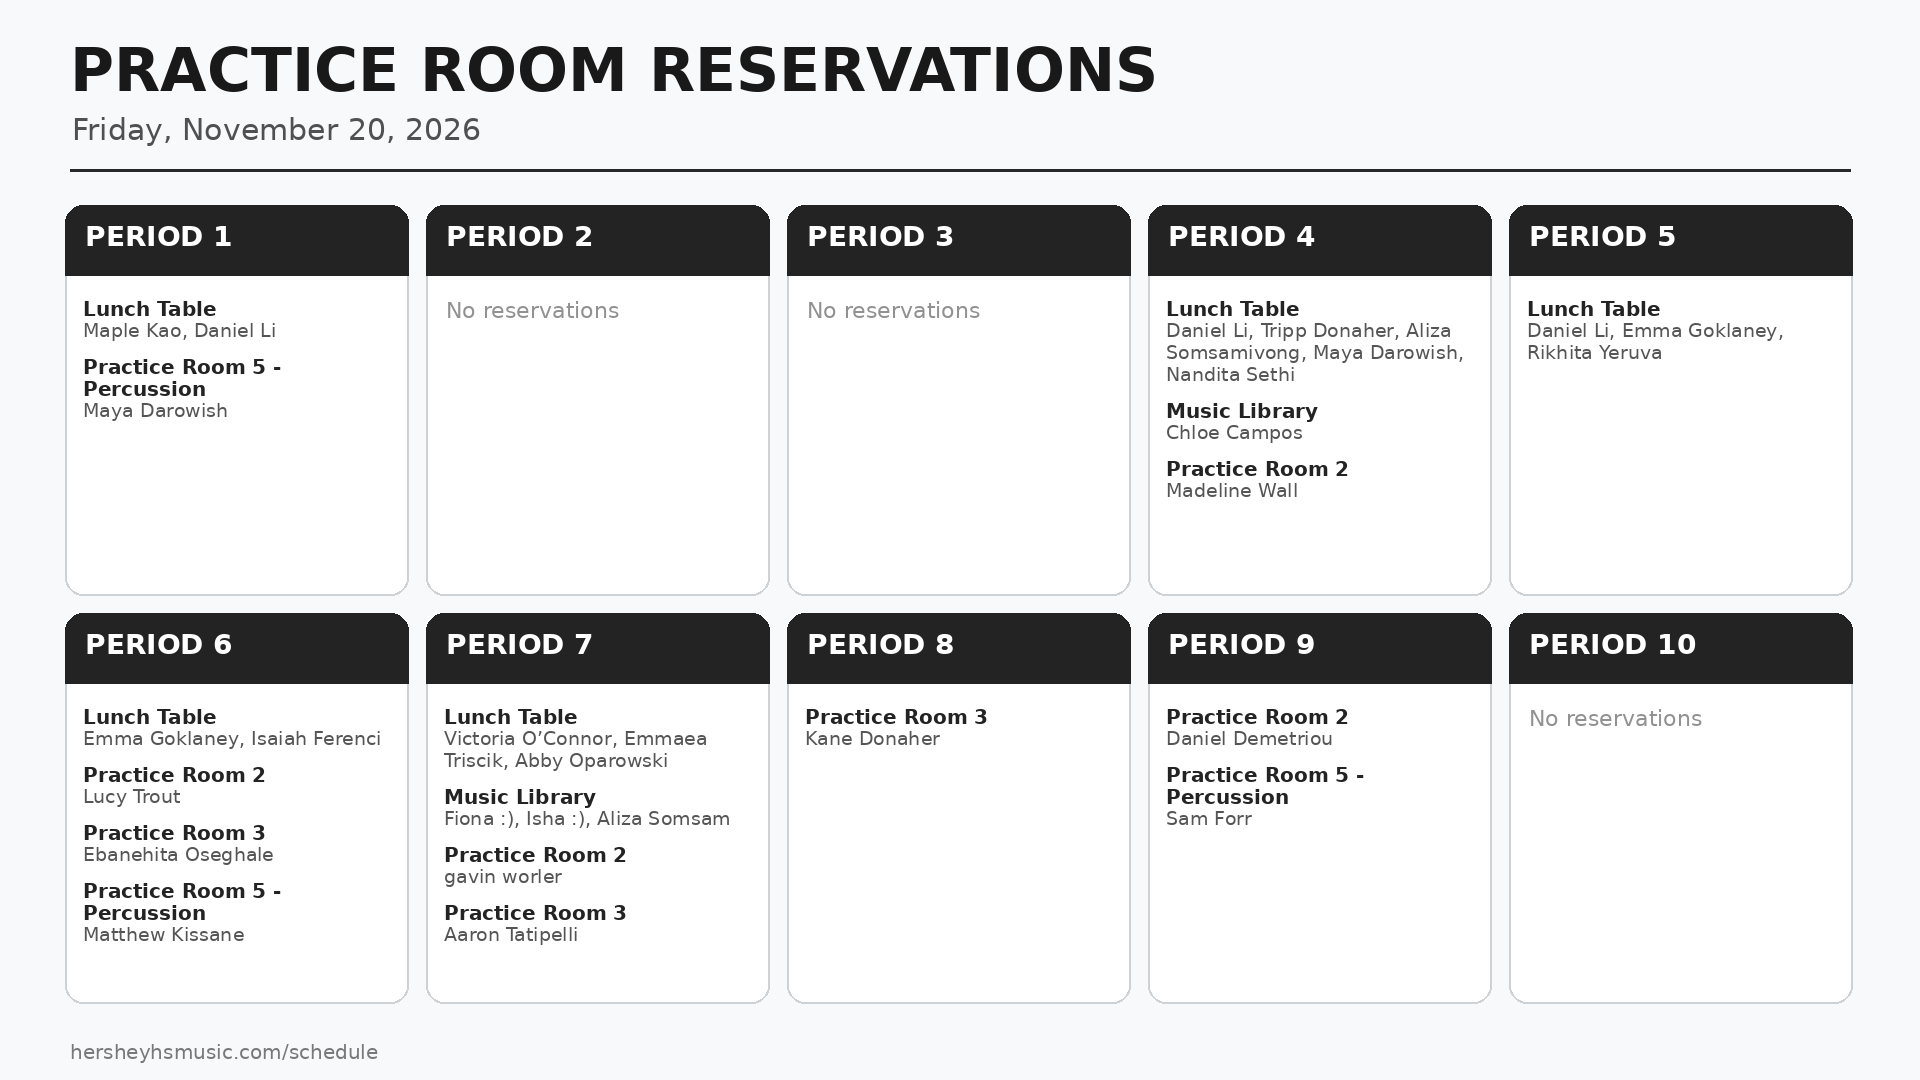 PRACTICE ROOM RESERVATIONS
Friday, November 20, 2026
PERIOD 1
Lunch Table
Maple Kao, Daniel Li
Practice Room 5 -
Percussion
Maya Darowish
PERIOD 2
No reservations
PERIOD 3
No reservations
PERIOD 4
Lunch Table
Daniel Li, Tripp Donaher, Aliza
Somsamivong, Maya Darowish,
Nandita Sethi
Music Library
Chloe Campos
Practice Room 2
Madeline Wall
PERIOD 5
Lunch Table
Daniel Li, Emma Goklaney,
Rikhita Yeruva
PERIOD 6
Lunch Table
Emma Goklaney, Isaiah Ferenci
Practice Room 2
Lucy Trout
Practice Room 3
Ebanehita Oseghale
Practice Room 5 -
Percussion
Matthew Kissane
PERIOD 7
Lunch Table
Victoria O’Connor, Emmaea
Triscik, Abby Oparowski
Music Library
Fiona :), Isha :), Aliza Somsam
Practice Room 2
gavin worler
Practice Room 3
Aaron Tatipelli
PERIOD 8
Practice Room 3
Kane Donaher
PERIOD 9
Practice Room 2
Daniel Demetriou
Practice Room 5 -
Percussion
Sam Forr
PERIOD 10
No reservations
hersheyhsmusic.com/schedule